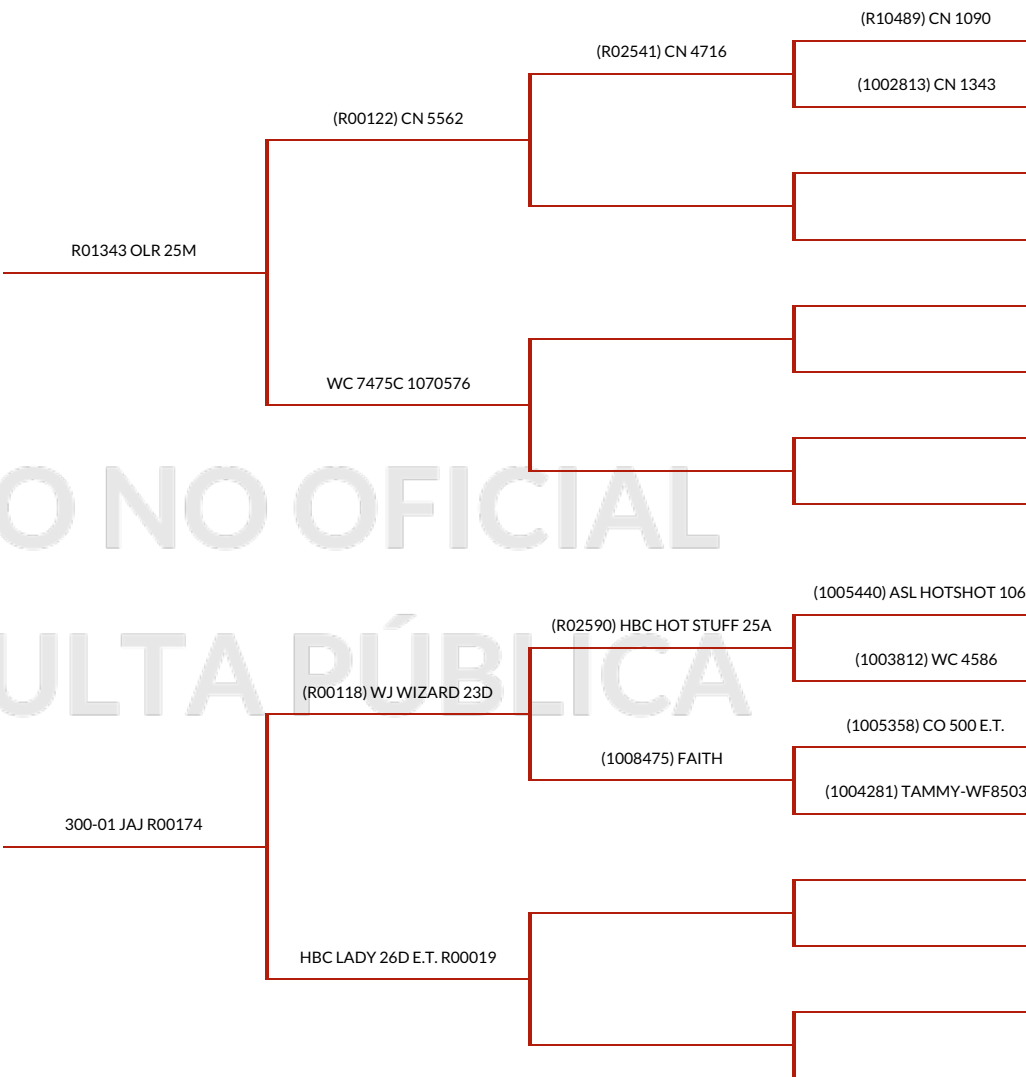 (R10489) CN 1090
(R02541) CN 4716
(1002813) CN 1343
(R00122) CN 5562
R01343 OLR 25M
WC 7475C 1070576
O NO OFICIAL
(1005440) ASL HOTSHOT 106
(R02590) HBC HOT STUFF 25A
(1003812) WC 4586
ULTA PÚBLICA
(R00118) WJ WIZARD 23D
(1005358) CO 500 E.T.
(1008475) FAITH
(1004281) TAMMY-WF8503
300-01 JAJ R00174
HBC LADY 26D E.T. R00019